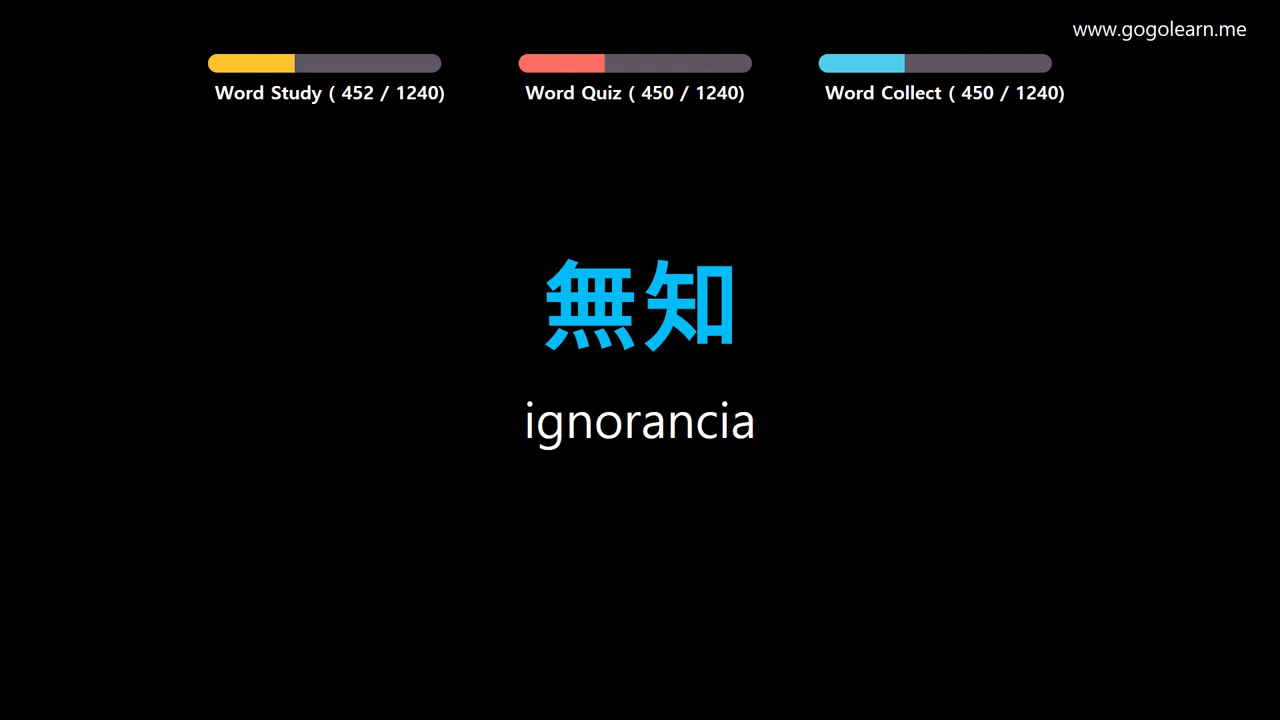 www.gogolearn.me
Word Study ( 452 / 1240)
Word Quiz ( 450 / 1240)
Word Collect ( 450 / 1240)
無知
ignorancia